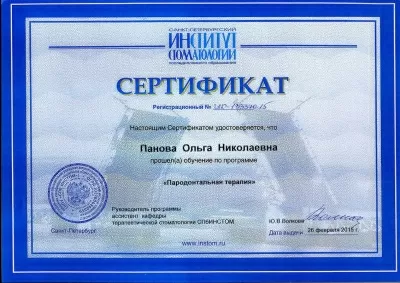 САНКТ-ПЕТЕРБУРГСКИЙ
ИНСТИТУТ
СТОМАТОЛОГИИ
последипломного образования
СЕРТИФИКАТ
Регистрационный №
Настоящим Сертификатом удостоверяется, что
Панова Ольга Николаевна
прошел(а) обучение по программе
«Пародонтальная терапия»
Руководитель программы
ассистент кафедры
терапевтической стоматологии СПбИНСТОМ
Ю.В.Волкова
Санкт-Петербург
www.instom.ru
Дата выдачи 26 февраля 2015 г.